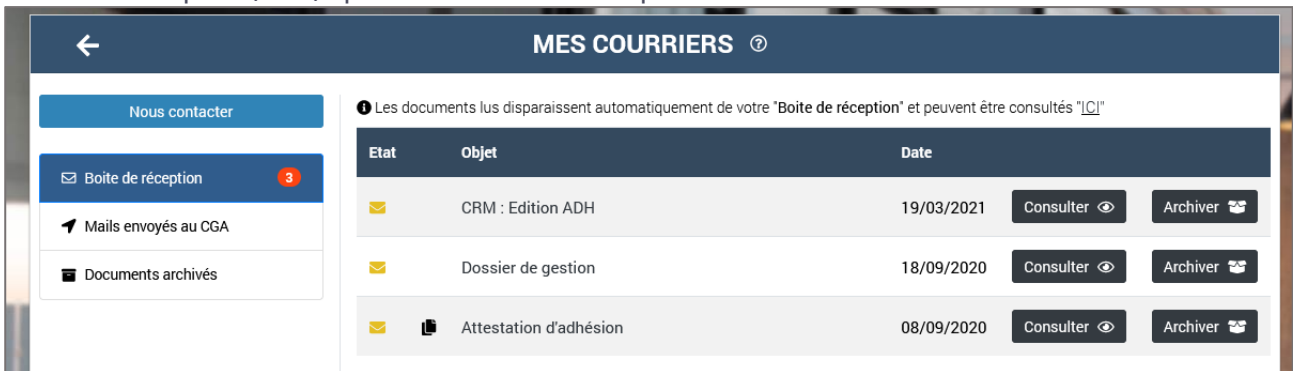 MES COURRIERS
Nous contacter
Boite de réception 3
Mails envoyés au CGA
Documents archivés
Les documents lus disparaissent automatiquement de votre "Boite de réception" et peuvent être consultés "ICI"
Etat Objet Date
CRM : Edition ADH 19/03/2021 Consulter Archiver
Dossier de gestion 18/09/2020 Consulter Archiver
Attestation d'adhésion 08/09/2020 Consulter Archiver